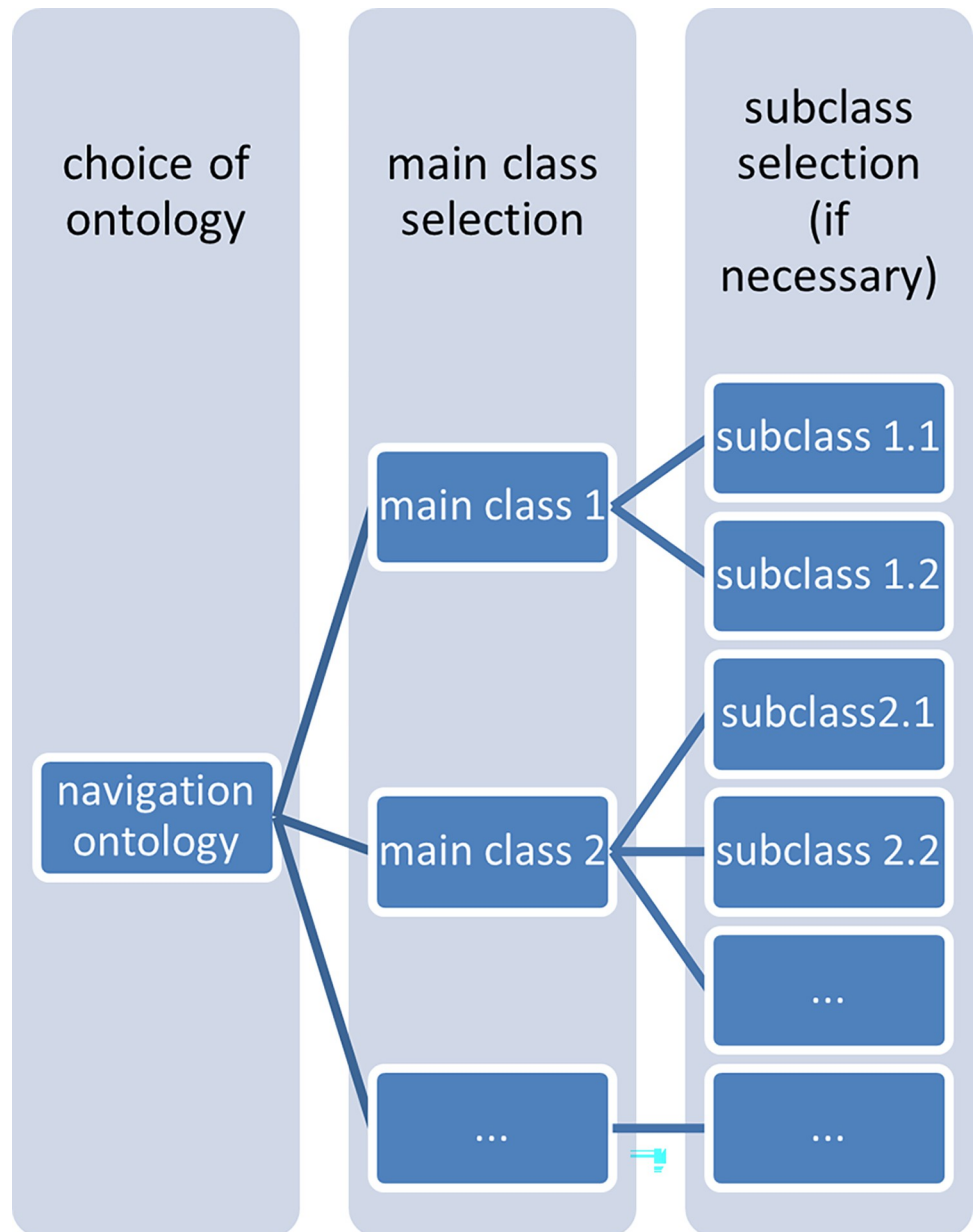 choice of
ontology
main class
selection
subclass
selection
(if
necessary)
navigation
ontology
main class 1
main class 2
...
subclass 1.1
subclass 1.2
subclass2.1
subclass 2.2
...
...